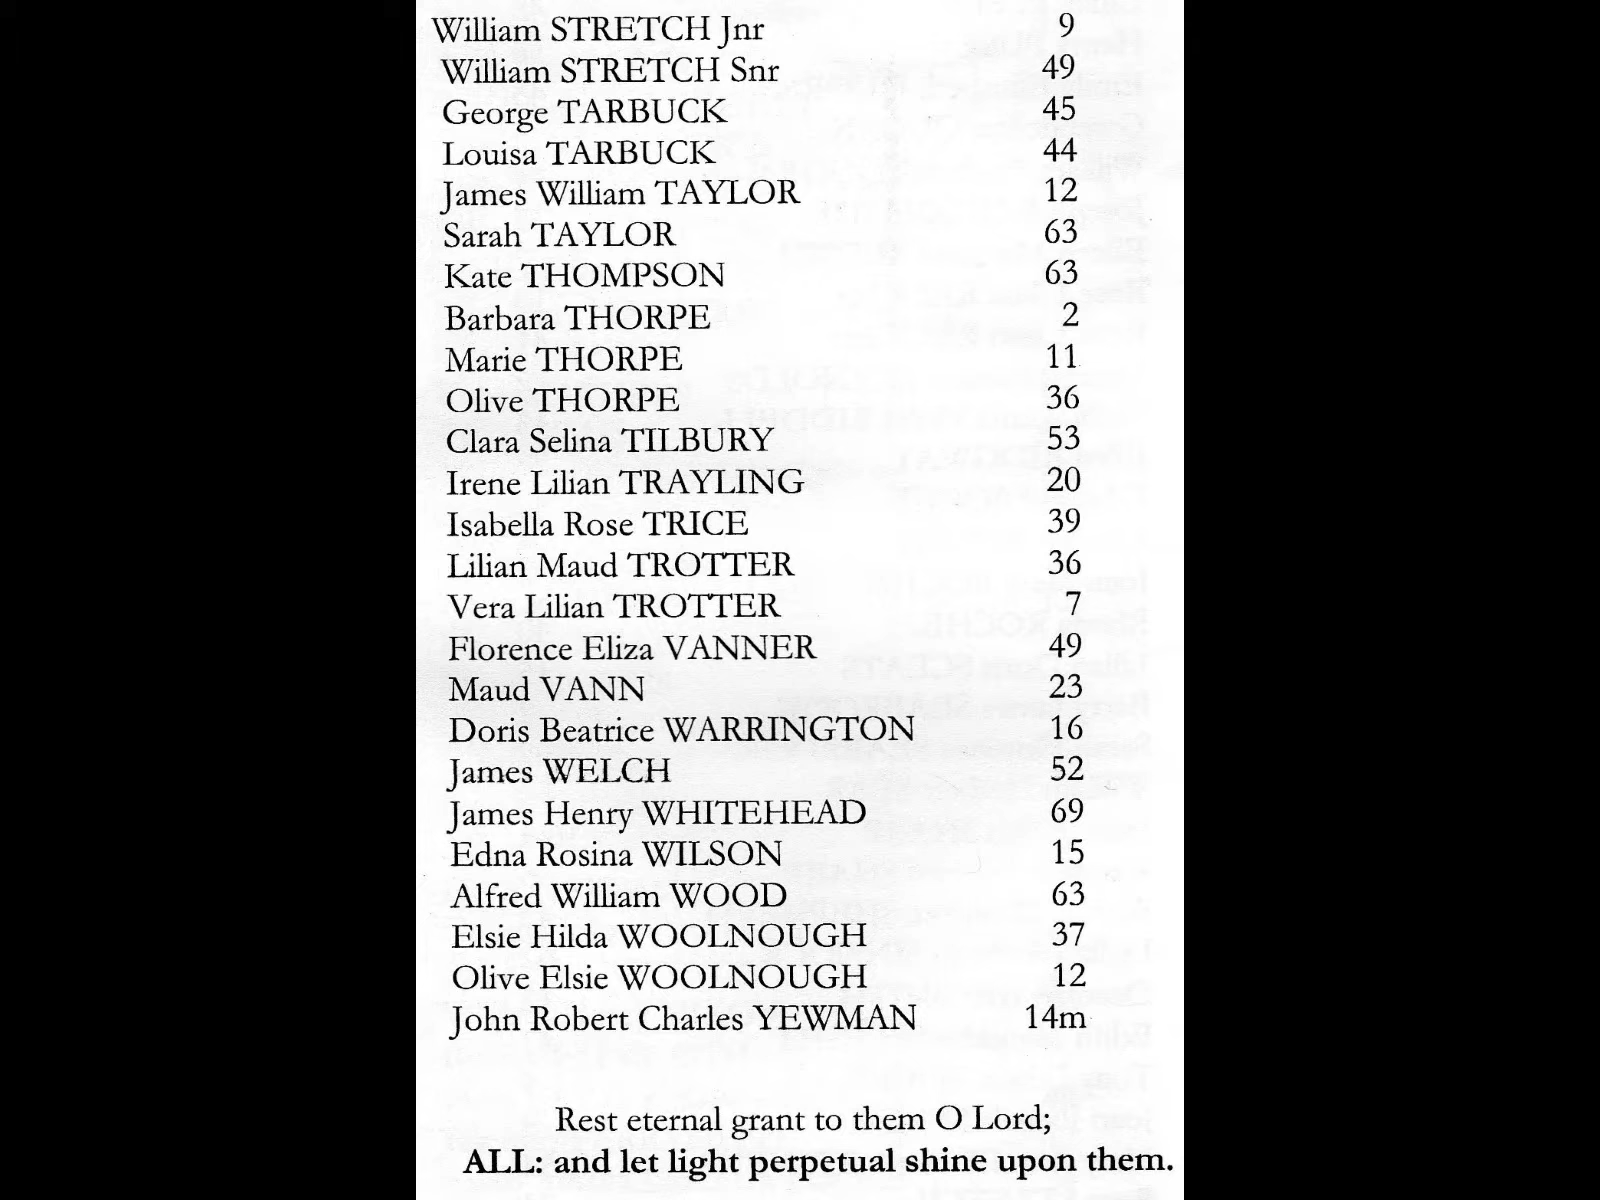 William STRETCH Jnr 9
William STRETCH Snr 49
George TARBUCK 45
Louisa TARBUCK 44
James William TAYLOR 12
Sarah TAYLOR 63
Kate THOMPSON 63
Barbara THORPE 2
Marie THORPE 11
Olive THORPE 36
Clara Selina TILBURY 53
Irene Lilian TRAYLING 20
Isabella Rose TRICE 39
Lilian Maud TROTTER 36
Vera Lilian TROTTER 7
Florence Eliza VANNER 49
Maud VANN 23
Doris Beatrice WARRINGTON 16
James WELCH 52
James Henry WHITEHEAD 69
Edna Rosina WILSON 15
Alfred William WOOD 63
Elsie Hilda WOOLNOUGH 37
Olive Elsie WOOLNOUGH 12
John Robert Charles YEWMAN 14m
Rest eternal grant to them O Lord;
ALL: and let light perpetual shine upon them.